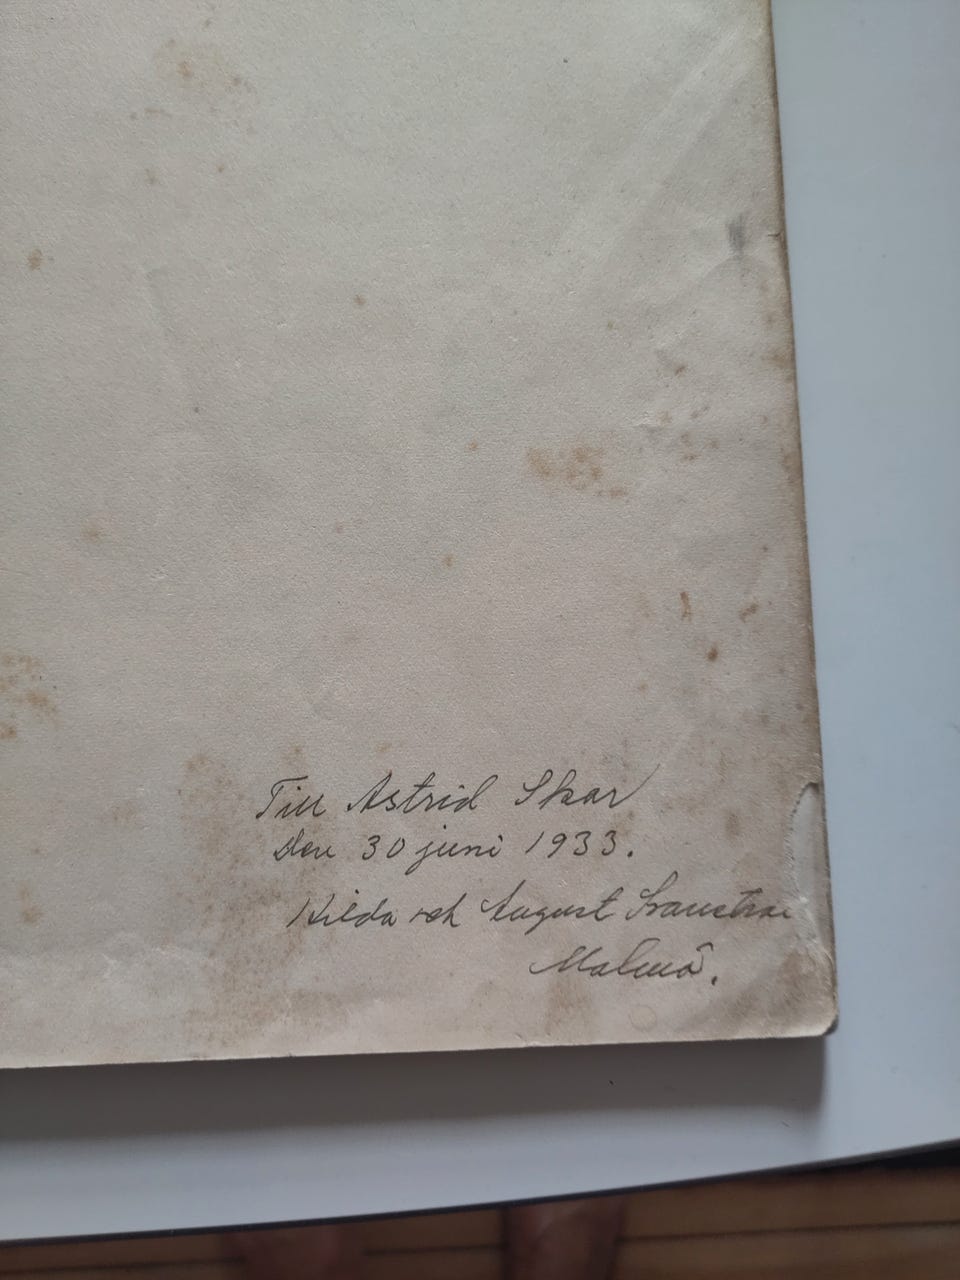 Till Astrid Skar
Den 30 juni 1933.
Hilda och August
Malmö.